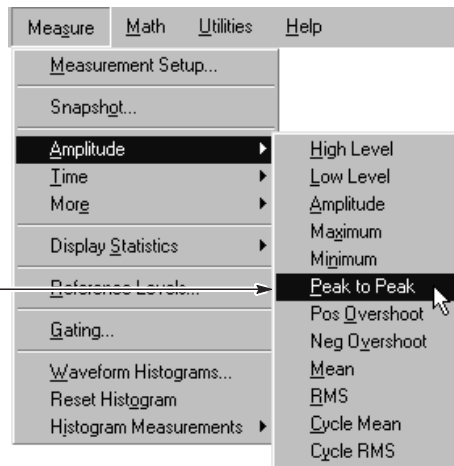 Measure Math Utilities Help
Measurement Setup...
Snapshot...
Amplitude
Time
More
Display Statistics
Reference Levels...
Gating...
Waveform Histograms...
Reset Histogram
Histogram Measurements
High Level
Low Level
Amplitude
Maximum
Minimum
Peak to Peak
Pos Overshoot
Neg Overshoot
Mean
RMS
Cycle Mean
Cycle RMS